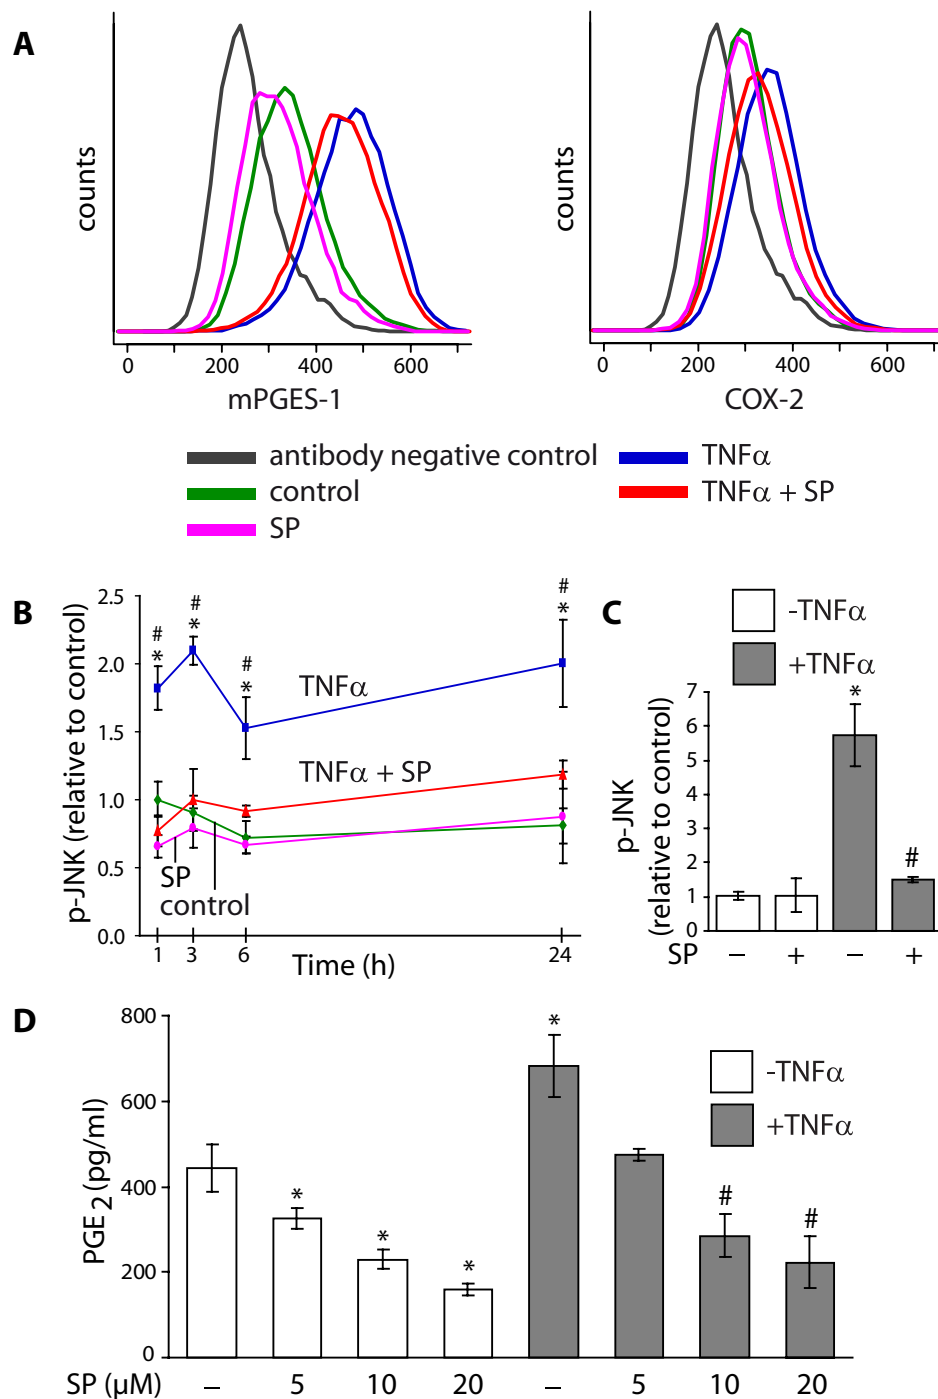 A
counts
0 200 400 600
mPGES-1
counts
0 200 400 600
COX-2
antibody negative control
TNFα
control
TNFα + SP
SP
B
p-JNK (relative to control)
2.5
2.0
1.5
1.0
0.5
0.0
# *
# *
# *
# *
TNFα
TNFα + SP
SP
control
1 3 6 24
Time (h)
C
-TNFα
+TNFα
p-JNK
(relative to control)
7
6
5
4
3
2
1
0
*
#
SP – + – +
D
PGE2 (pg/ml)
800
600
400
200
0
* * * * # #
-TNFα
+TNFα
SP (µM) – 5 10 20 – 5 10 20